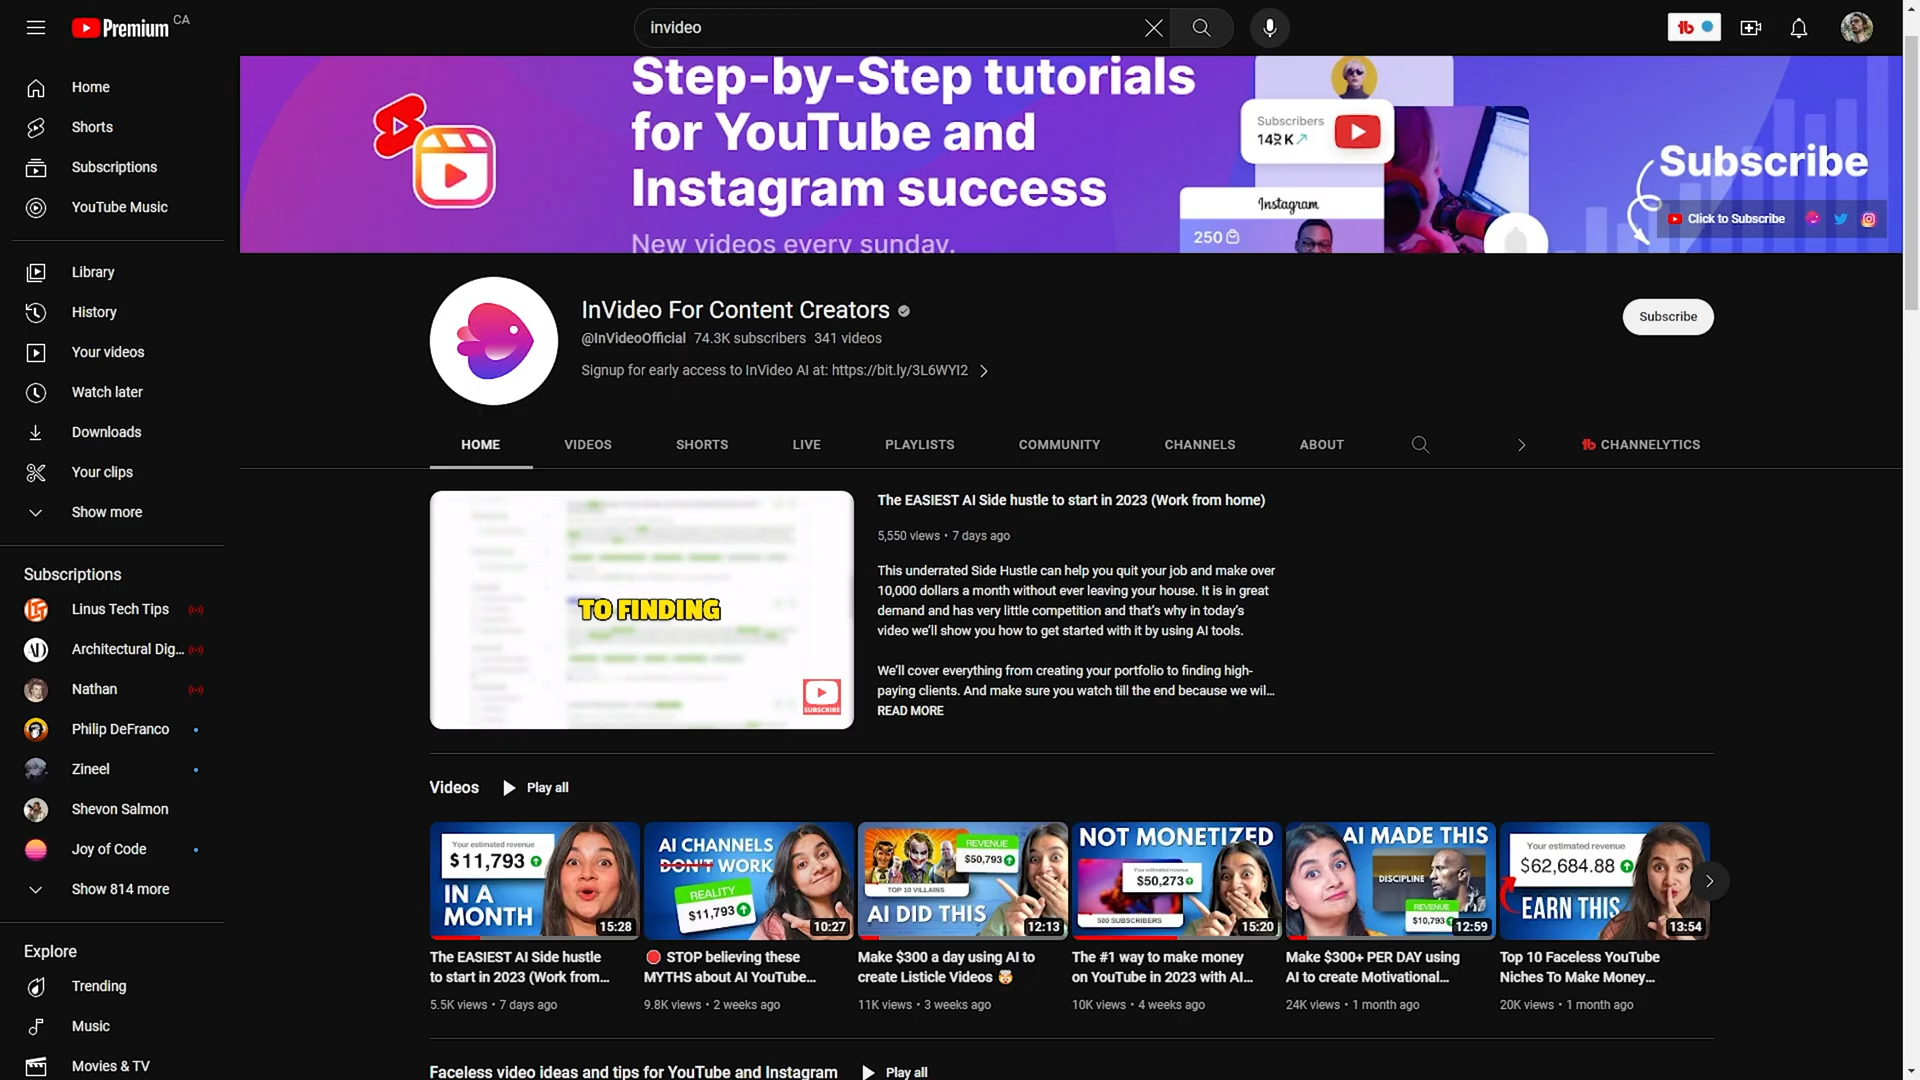 Premium CA
invideo
Home
Shorts
Subscriptions
YouTube Music
Library
History
Your videos
Watch later
Downloads
Your clips
Show more
Subscriptions
Linus Tech Tips
Architectural Dig...
Nathan
Philip DeFranco
Zineel
Shevon Salmon
Joy of Code
Show 814 more
Explore
Trending
Music
Movies & TV
Step-by-Step tutorials
for YouTube and
Instagram success
New videos every sunday.
Subscribers
Instagram
250
Subscribe
Click to Subscribe
InVideo For Content Creators
@InVideoOfficial 74.3K subscribers 341 videos
Signup for early access to InVideo AI at: https://bit.ly/3L6WYI2
Subscribe
HOME VIDEOS SHORTS LIVE PLAYLISTS COMMUNITY CHANNELS ABOUT CHANNELYTICS
TO FINDING
SUBSCRIBE
The EASIEST AI Side hustle to start in 2023 (Work from home)
5,550 views • 7 days ago
This underrated Side Hustle can help you quit your job and make over
10,000 dollars a month without ever leaving your house. It is in great
demand and has very little competition and that's why in today's
video we'll show you how to get started with it by using AI tools.
We'll cover everything from creating your portfolio to finding high-
paying clients. And make sure you watch till the end because we wil...
READ MORE
Videos Play all
Your estimated revenue
$11,793
IN A
MONTH
15:28
The EASIEST AI Side hustle
to start in 2023 (Work from...
5.5K views • 7 days ago
AI CHANNELS
DON'T WORK
REALITY
$11,793
10:27
🛑 STOP believing these
MYTHS about AI YouTube...
9.8K views • 2 weeks ago
REVENUE
$50,793
TOP 10 VILLAINS
AI DID THIS
12:13
Make $300 a day using AI to
create Listicle Videos 🤯
11K views • 3 weeks ago
NOT MONETIZED
Your estimated revenue
$50,273
500 SUBSCRIBERS
15:20
The #1 way to make money
on YouTube in 2023 with AI...
10K views • 4 weeks ago
AI MADE THIS
DISCIPLINE
REVENUE
$10,793
12:59
Make $300+ PER DAY using
AI to create Motivational...
24K views • 1 month ago
Your estimated revenue
$62,684.88
EARN THIS
13:54
Top 10 Faceless YouTube
Niches To Make Money...
20K views • 1 month ago
Faceless video ideas and tips for YouTube and Instagram Play all